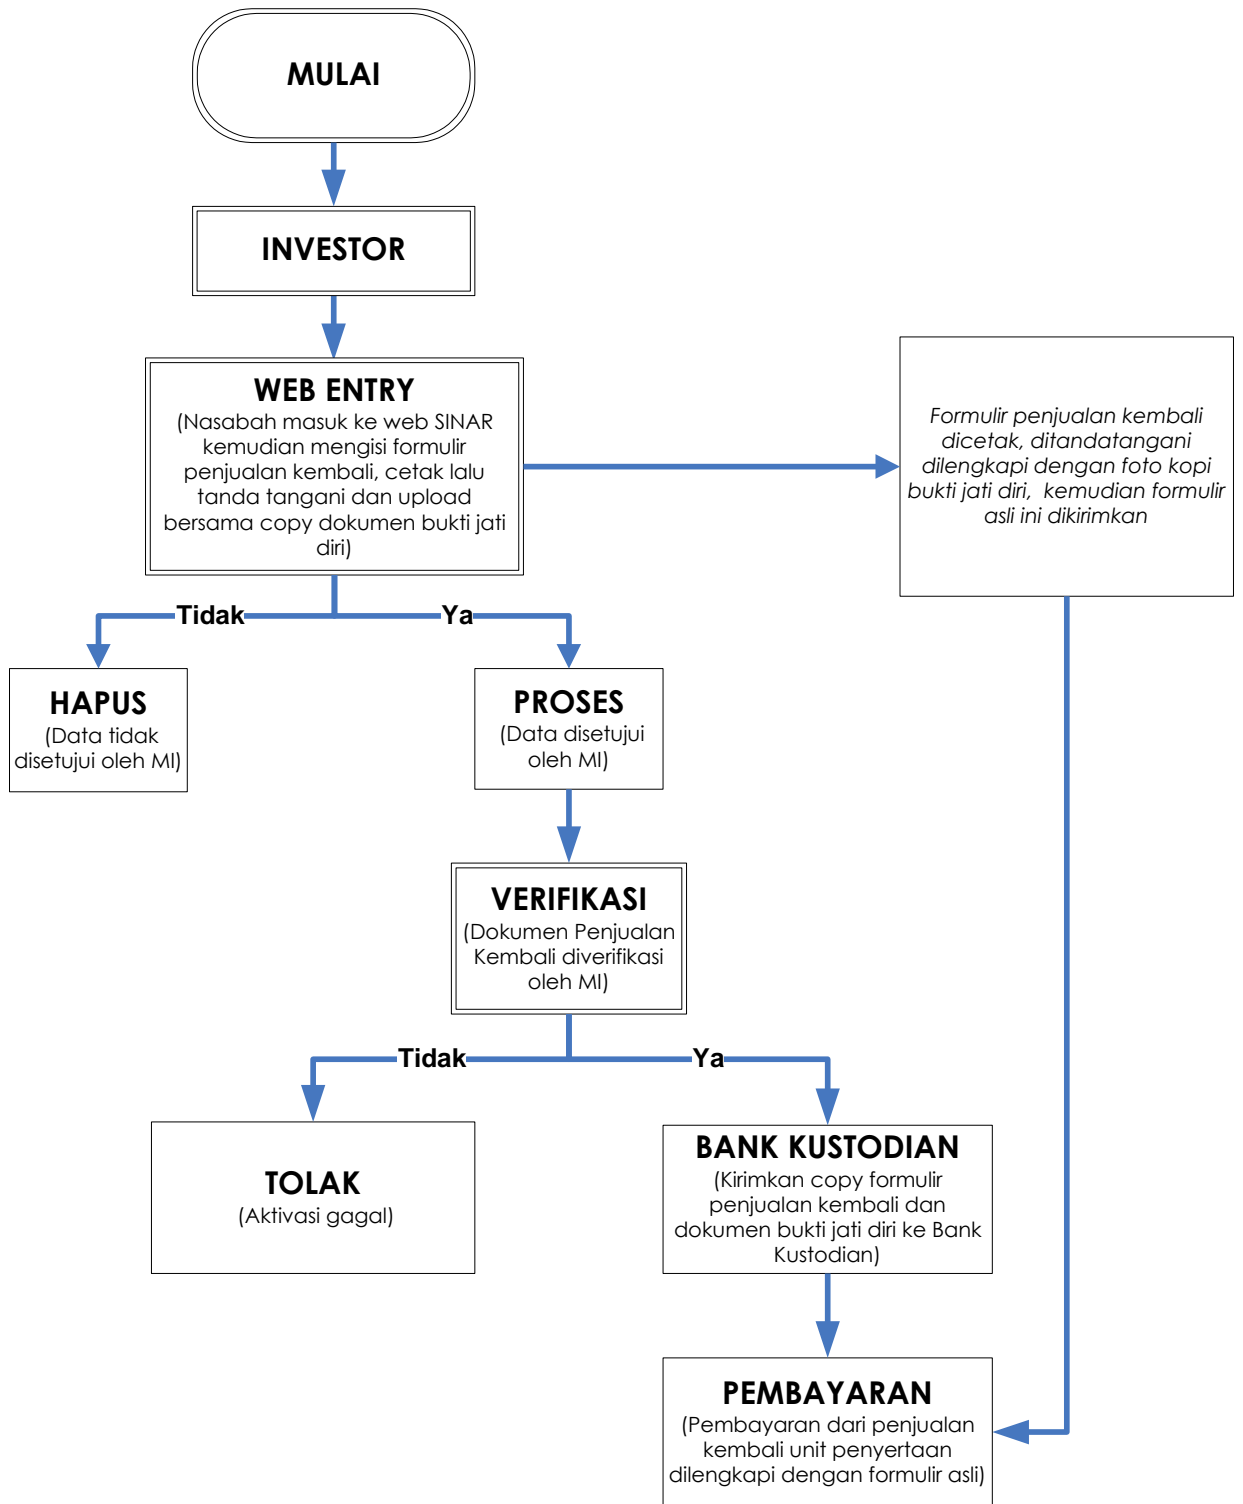 MULAI
INVESTOR
WEB ENTRY
(Nasabah masuk ke web SINAR
kemudian mengisi formulir
penjualan kembali, cetak lalu
tanda tangani dan upload
bersama copy dokumen bukti jati
diri)
Formulir penjualan kembali
dicetak, ditandatangani
dilengkapi dengan foto kopi
bukti jati diri,  kemudian formulir
asli ini dikirimkan
Tidak
Ya
HAPUS
(Data tidak
disetujui oleh MI)
PROSES
(Data disetujui
oleh MI)
VERIFIKASI
(Dokumen Penjualan
Kembali diverifikasi
oleh MI)
Tidak
Ya
TOLAK
(Aktivasi gagal)
BANK KUSTODIAN
(Kirimkan copy formulir
penjualan kembali dan
dokumen bukti jati diri ke Bank
Kustodian)
PEMBAYARAN
(Pembayaran dari penjualan
kembali unit penyertaan
dilengkapi dengan formulir asli)